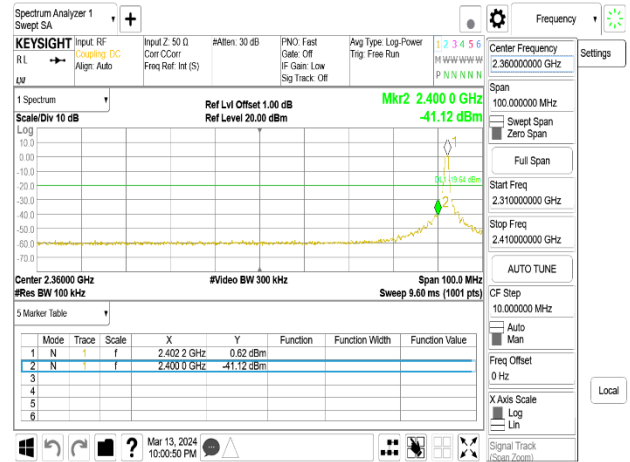 Spectrum Analyzer 1
Swept SA
Frequency
KEYSIGHT Input: RF Input Z: 50 Ω #Atten: 30 dB PNO: Fast Avg Type: Log-Power 1 2 3 4 5 6
RL Coupling: DC Corr CCorr Gate: Off Trig: Free Run M W W W W W
Align: Auto Freq Ref: Int (S) IF Gain: Low P N N N N N
Sig Track: Off
Center Frequency
2.360000000 GHz
Settings
Span
100.000000 MHz
Swept Span
Zero Span
Full Span
Start Freq
2.310000000 GHz
Stop Freq
2.410000000 GHz
AUTO TUNE
CF Step
10.000000 MHz
Auto
Man
Freq Offset
0 Hz
X Axis Scale
Log
Lin
Signal Track
(Span Zoom)
Local
1 Spectrum
Scale/Div 10 dB
Ref Lvl Offset 1.00 dB
Ref Level 20.00 dBm
Mkr2 2.400 0 GHz
-41.12 dBm
Log
10.0
0.00
-10.0
-20.0
-30.0
-40.0
-50.0
-60.0
-70.0
1
DL1 -19.64 dBm
2
Center 2.36000 GHz #Video BW 300 kHz Span 100.0 MHz
#Res BW 100 kHz Sweep 9.60 ms (1001 pts)
5 Marker Table
Mode Trace Scale X Y Function Function Width Function Value
1 N 1 f 2.402 2 GHz 0.62 dBm
2 N 1 f 2.400 0 GHz -41.12 dBm
3
4
5
6
?
Mar 13, 2024
10:00:50 PM